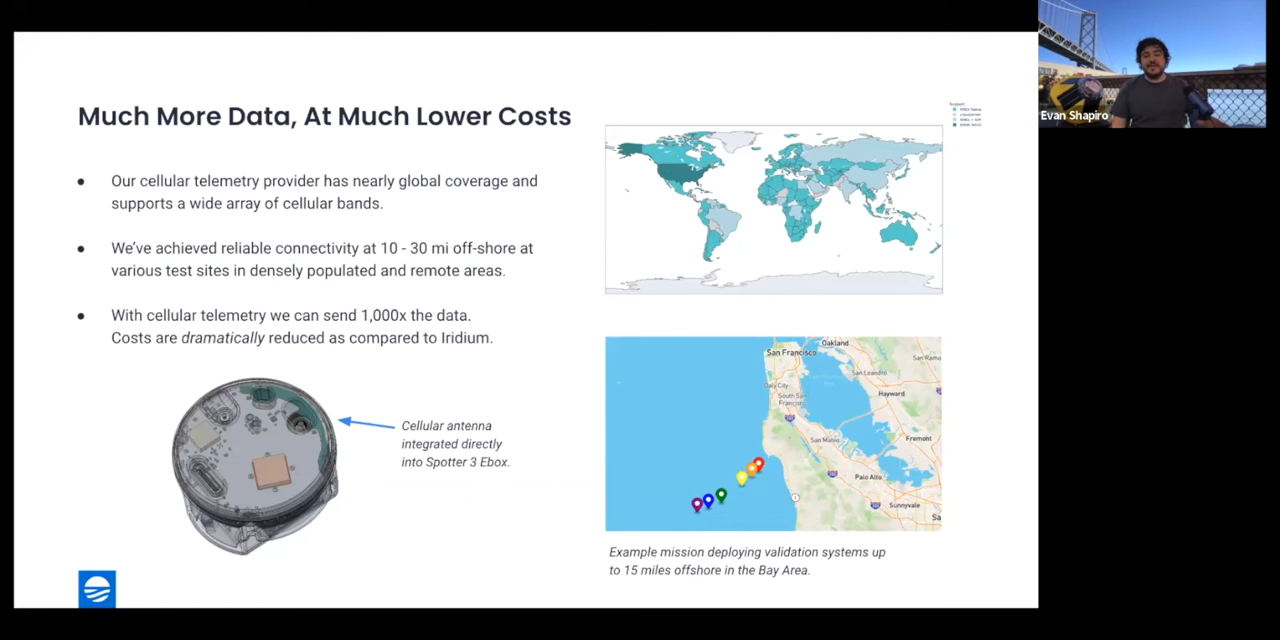 Much More Data, At Much Lower Costs
Our cellular telemetry provider has nearly global coverage and
supports a wide array of cellular bands.
We've achieved reliable connectivity at 10 - 30 mi off-shore at
various test sites in densely populated and remote areas.
With cellular telemetry we can send 1,000x the data.
Costs are dramatically reduced as compared to Iridium.
Cellular antenna
integrated directly
into Spotter 3 Ebox.
Support
San Francisco
Oakland
San Ramo
Daly City
San Leandro
South San
Francisco
Hayward
San Mateo
Fremont
Palo Alto
Sunnyvale
Sa
Example mission deploying validation systems up
to 15 miles offshore in the Bay Area.
Evan Shapiro